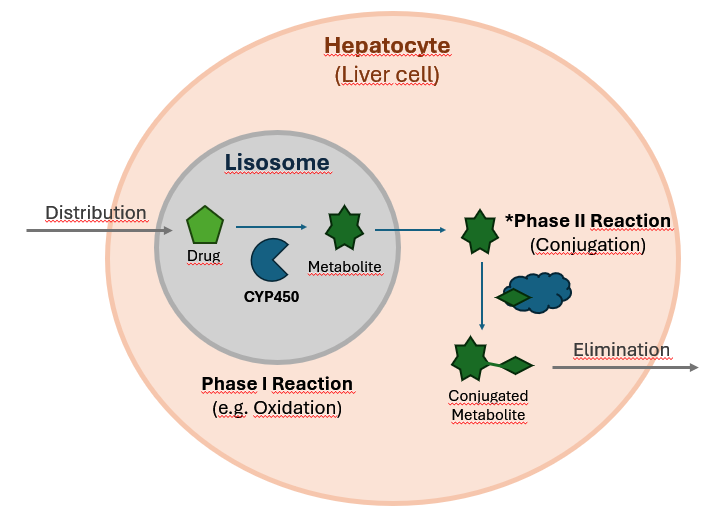 Hepatocyte
(Liver cell)
Lisosome
Distribution
Drug
Metabolite
CYP450
*Phase II Reaction
(Conjugation)
Elimination
Phase I Reaction
(e.g. Oxidation)
Conjugated
Metabolite